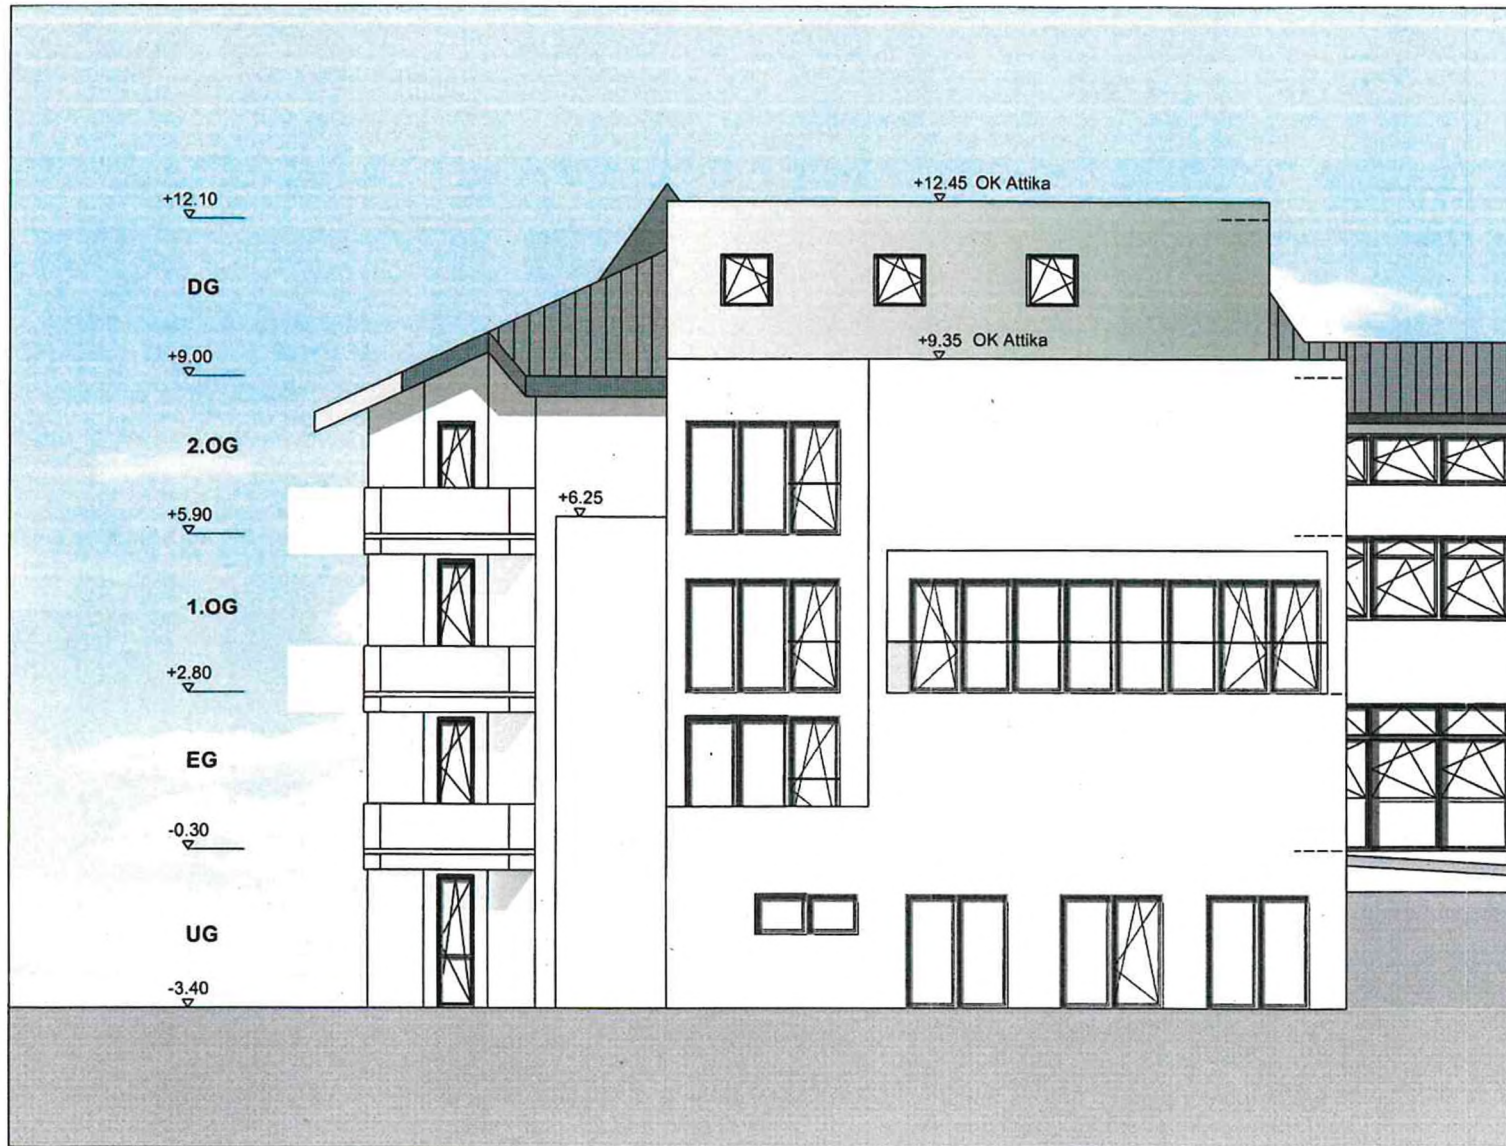 +12.10
+12.45 OK Attika
DG
+9.35 OK Attika
+9.00
2.OG
+6.25
+5.90
1.OG
+2.80
EG
-0.30
UG
-3.40